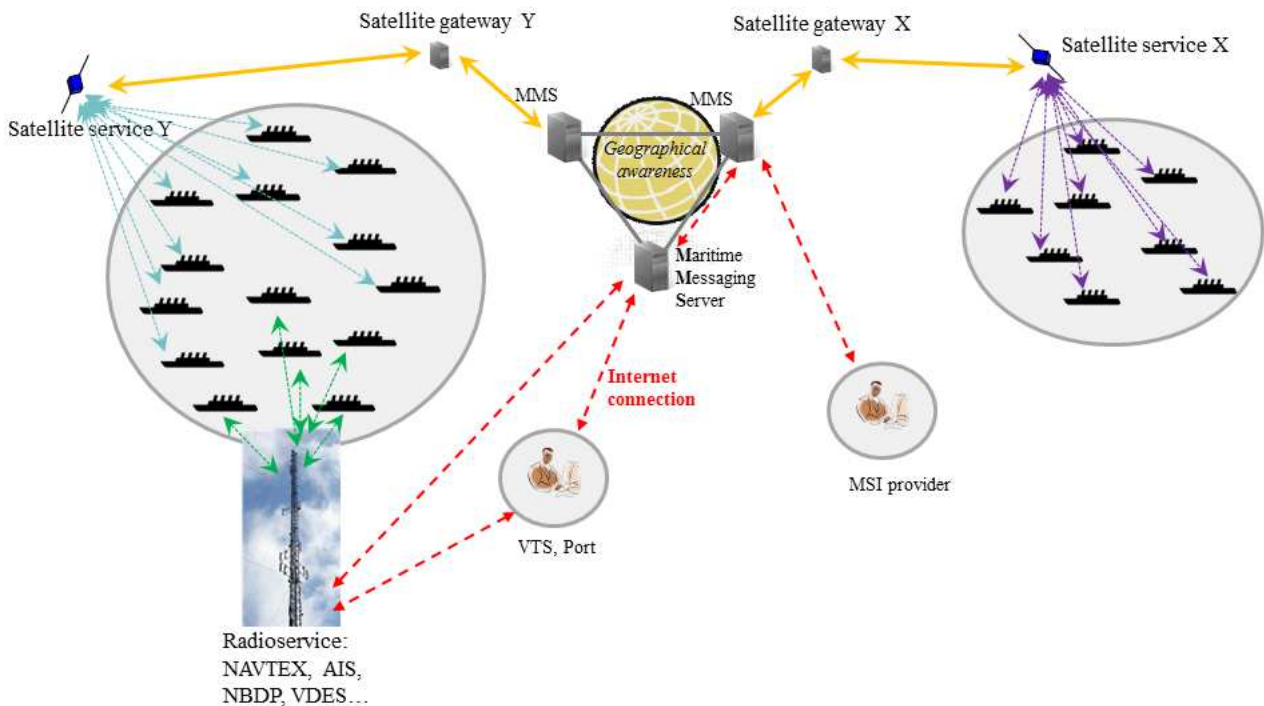 Satellite gateway  Y
Satellite gateway  X
Satellite service X
Satellite service Y
MMS
MMS
Geographical
awareness
Maritime
Messaging
Server
Internet
connection
MSI provider
VTS, Port
Radioservice:
NAVTEX,  AIS,
NBDP, VDES…